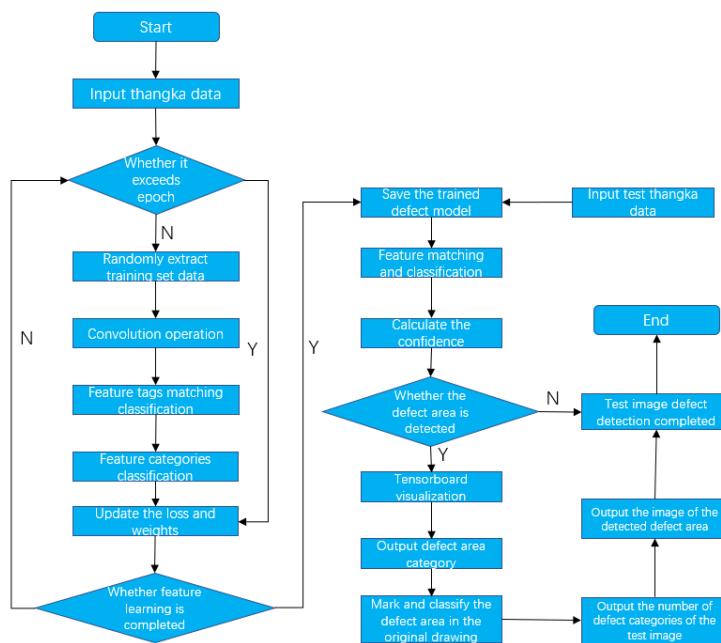 Start
Input thangka data
Whether it
exceeds
epoch
N
Randomly extract
training set data
Convolution operation
N
Y
Feature tags matching
classification
Feature categories
classification
Update the loss and
weights
Whether feature
learning is
completed
Y
Save the trained
defect model
Input test thangka
data
Feature matching
and classification
Calculate the
confidence
Whether the
defect area is
detected
N
Y
Tensorboard
visualization
Output defect area
category
Mark and classify the
defect area in the
original drawing
Output the number of
defect categories of the
test image
Output the image of the
detected defect area
Test image defect
detection completed
End